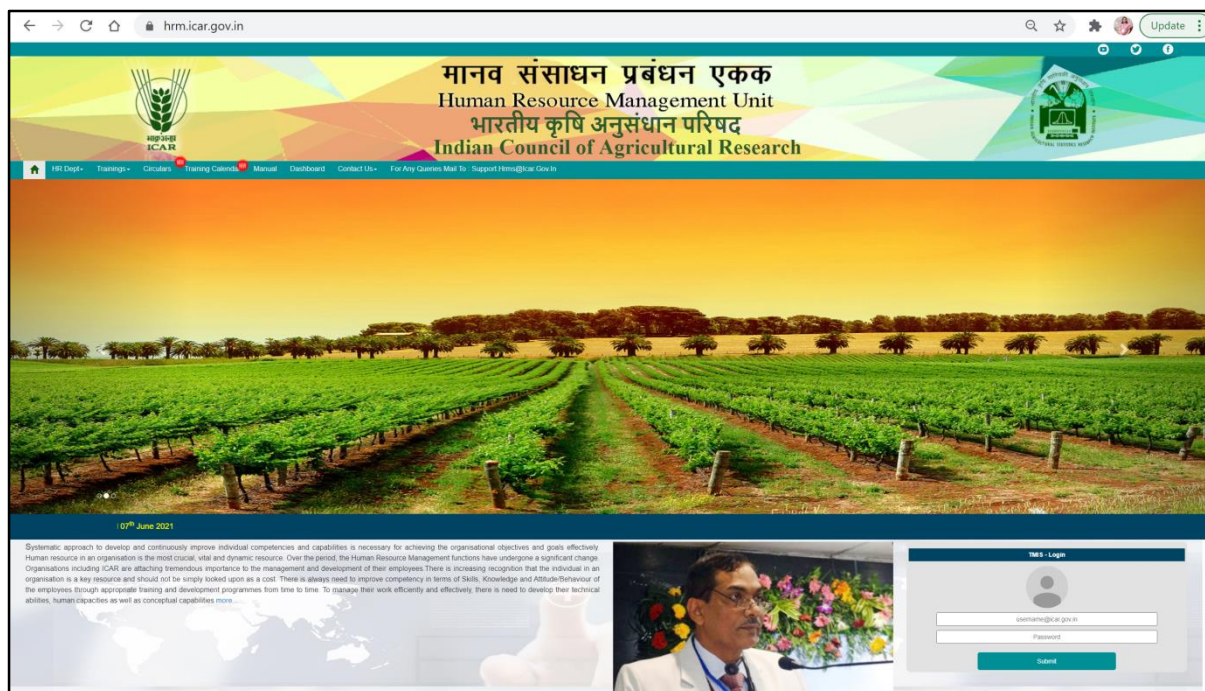 hrm.icar.gov.in
Update
मानव संसाधन प्रबंधन एकक
Human Resource Management Unit
भारतीय कृषि अनुसंधान परिषद
Indian Council of Agricultural Research
भाकृअनुप
ICAR
HR Dept Trainings Circulars Training Calendar Manual Dashboard Contact Us For Any Queries Mail To : Support.Hrms@Icar.Gov.In
07th June 2021
Systematic approach to develop and continuously improve individual competencies and capabilities is necessary for achieving the organisational objectives and goals effectively.
Human resource in an organisation is the most crucial, vital and dynamic resource. Over the period, the Human Resource Management functions have undergone a significant change.
Organisations including ICAR are attaching tremendous importance to the management and development of their employees.There is increasing recognition that the individual in an
organisation is a key resource and should not be simply looked upon as a cost. There is always need to improve competency in terms of Skills, Knowledge and Attitude/Behaviour of
the employees through appropriate training and development programmes from time to time. To manage their work efficiently and effectively, there is need to develop their technical
abilities, human capacities as well as conceptual capabilities more...
TMIS - Login
username@icar.gov.in
Password
Submit